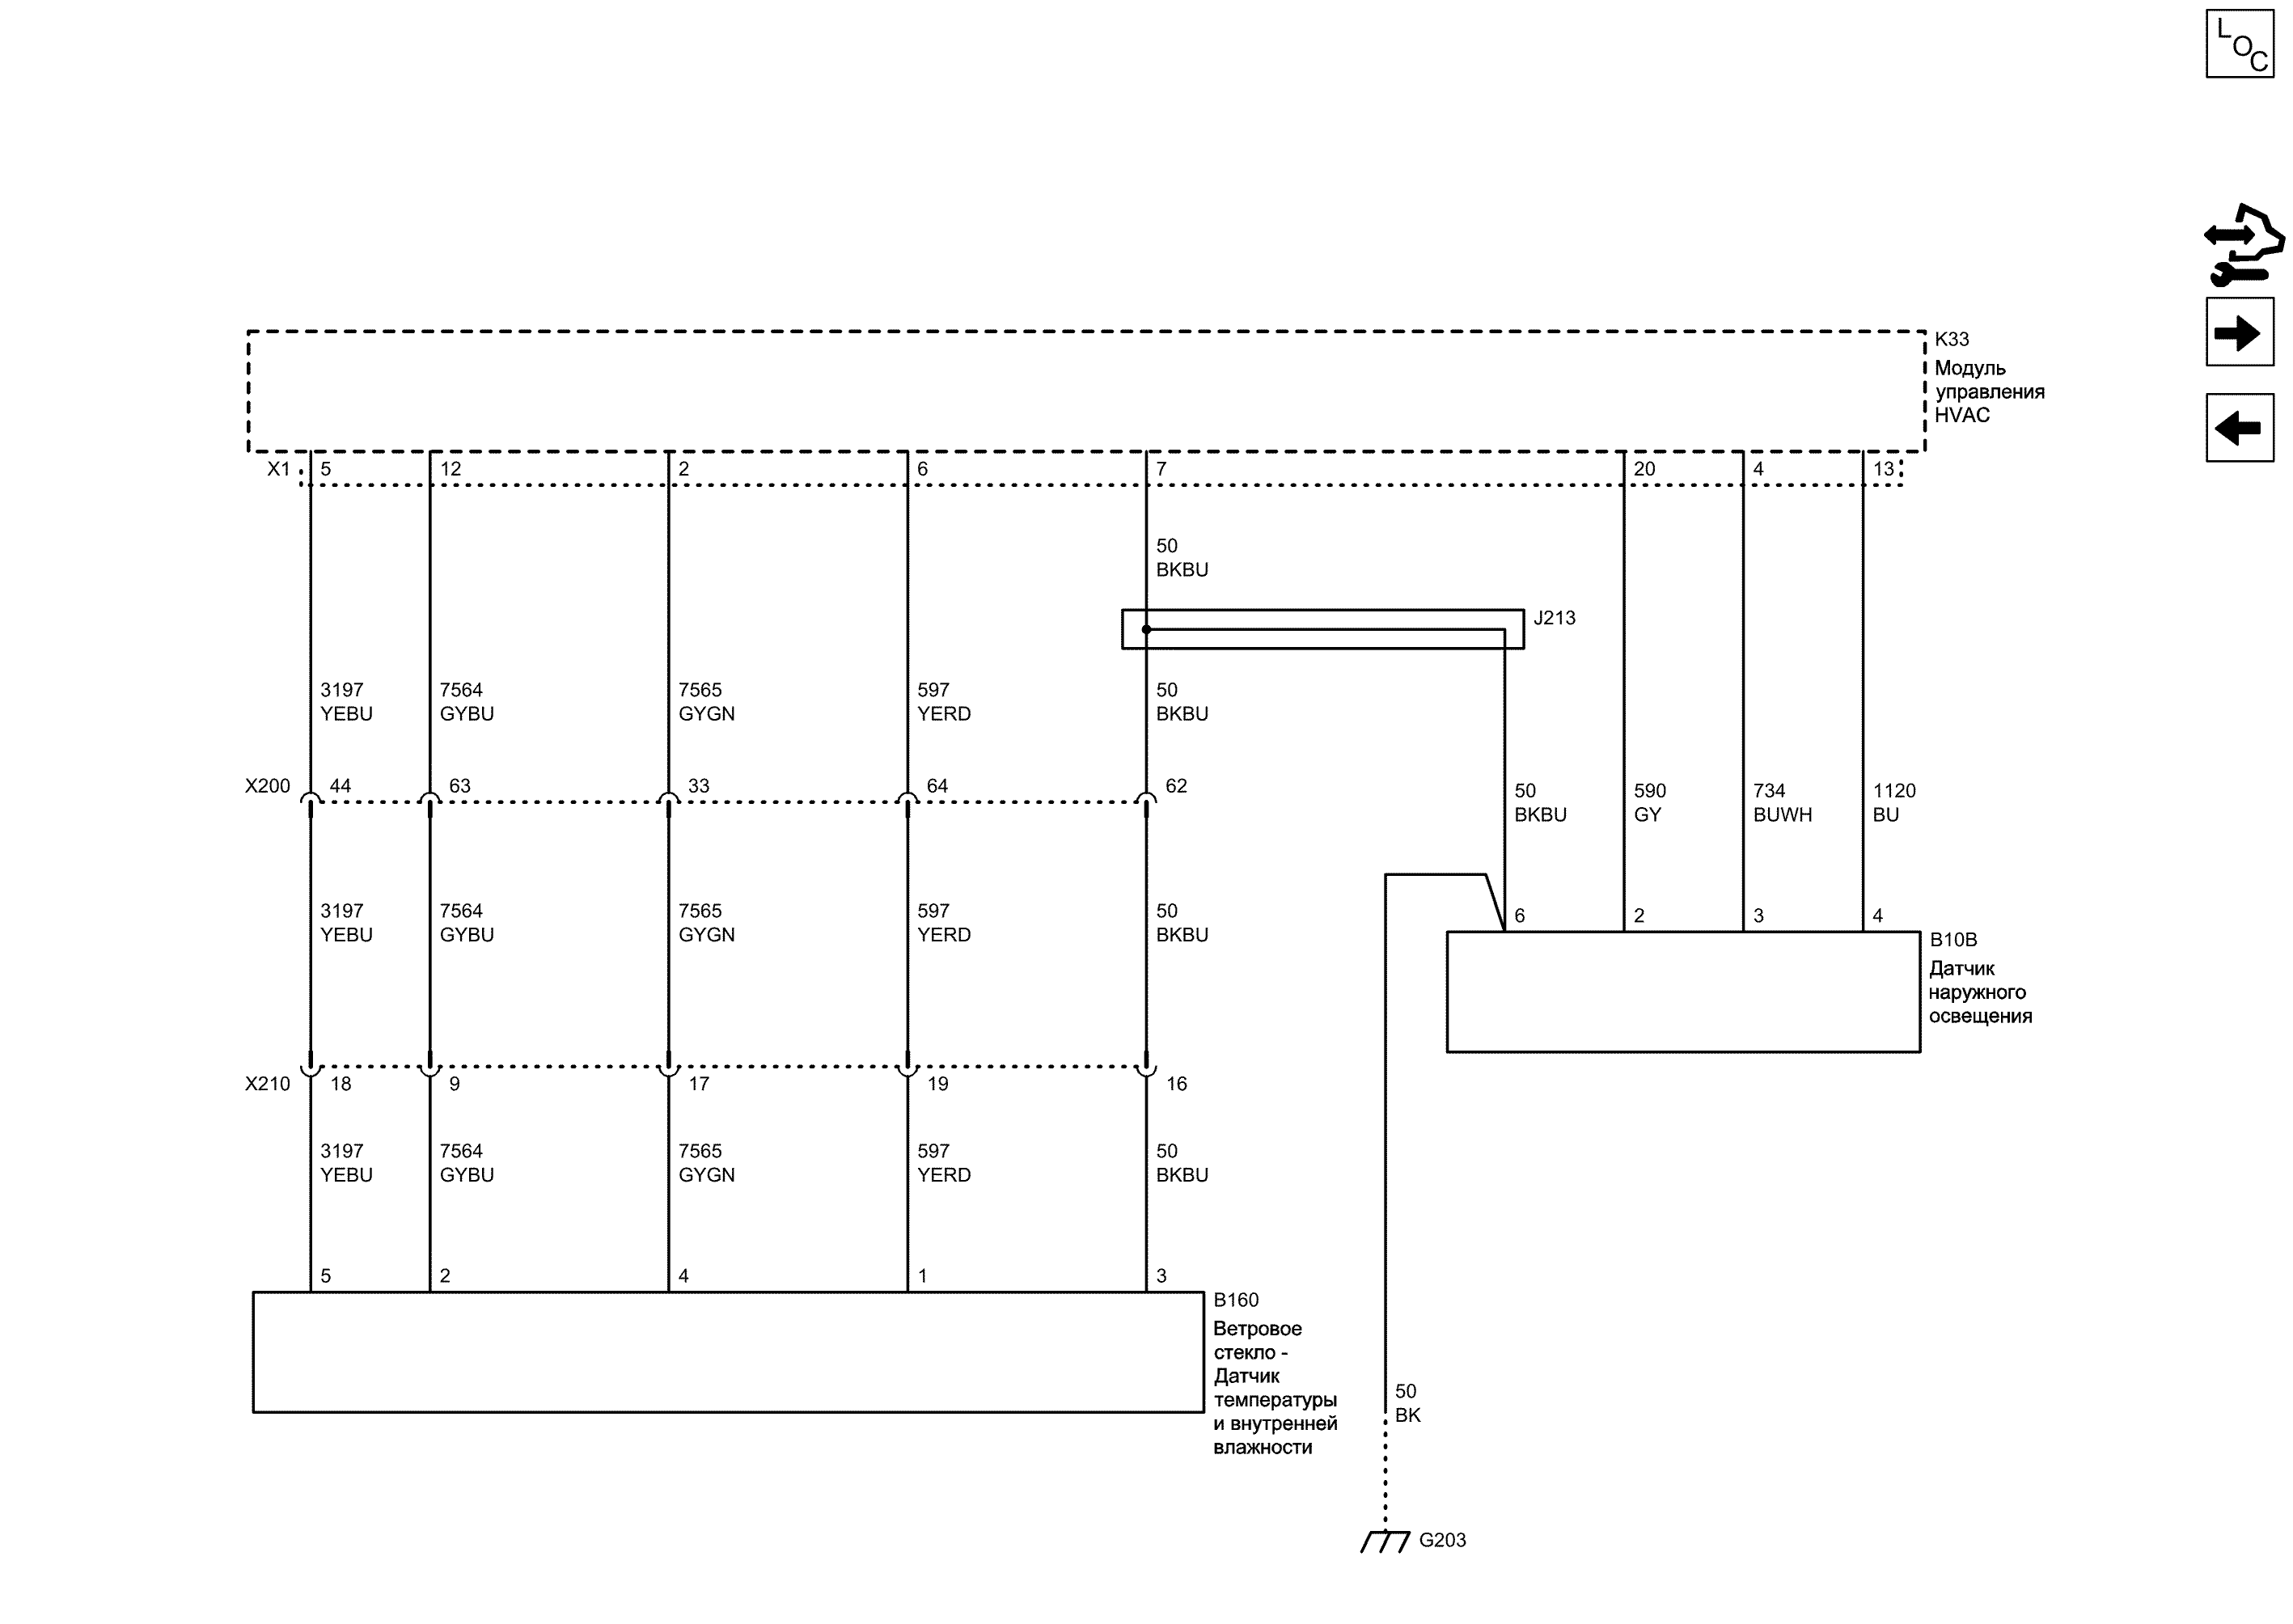 LOC
K33
Модуль
управления
HVAC
X1 5 12 2 6 7 20 4 13
50
BKBU
J213
3197 7564 7565 597 50
YEBU GYBU GYGN YERD BKBU
X200 44 63 33 64 62
50 590 734 1120
BKBU GY BUWH BU
3197 7564 7565 597 50
YEBU GYBU GYGN YERD BKBU
6 2 3 4
B10B
Датчик
наружного
освещения
X210 18 9 17 19 16
3197 7564 7565 597 50
YEBU GYBU GYGN YERD BKBU
5 2 4 1 3
B160
Ветровое
стекло -
Датчик
температуры
и внутренней
влажности
50
BK
G203